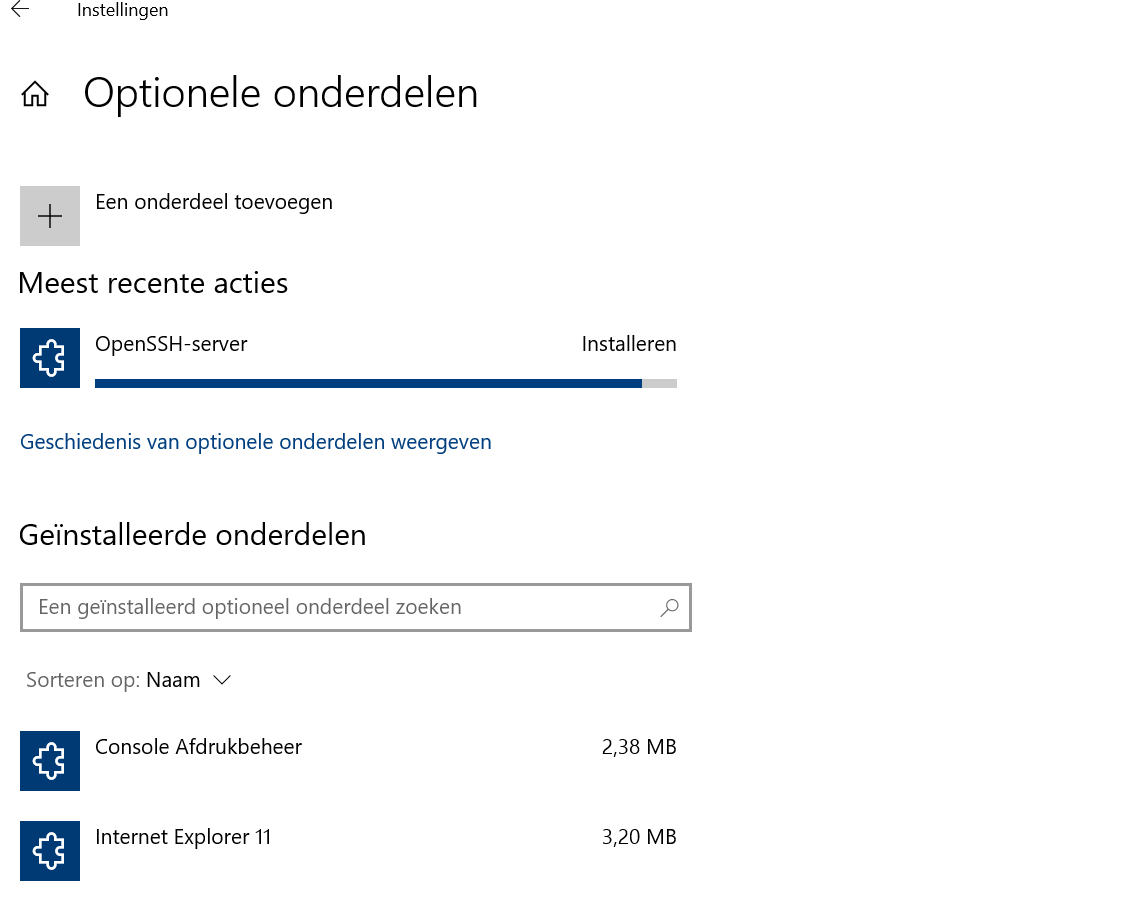 Instellingen
Optionele onderdelen
Een onderdeel toevoegen
Meest recente acties
OpenSSH-server Installeren
Geschiedenis van optionele onderdelen weergeven
Geïnstalleerde onderdelen
Een geïnstalleerd optioneel onderdeel zoeken
Sorteren op: Naam
Console Afdrukbeheer 2,38 MB
Internet Explorer 11 3,20 MB